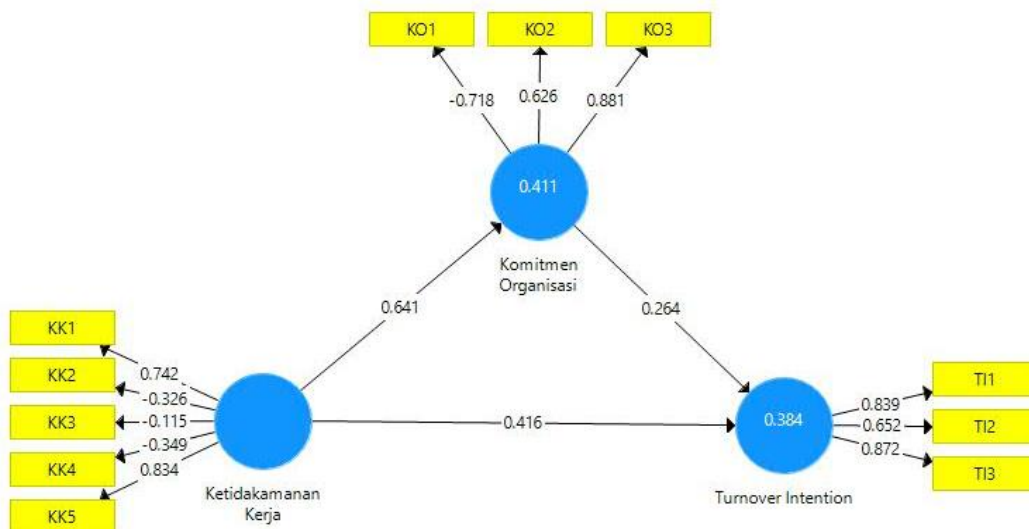 KO1
KO2
KO3
-0.718
0.626
0.881
0.411
Komitmen
Organisasi
0.641
0.264
KK1
KK2
KK3
KK4
KK5
0.742
-0.326
-0.115
-0.349
0.834
Ketidakamanan
Kerja
0.416
0.384
Turnover Intention
0.839
0.652
0.872
TI1
TI2
TI3